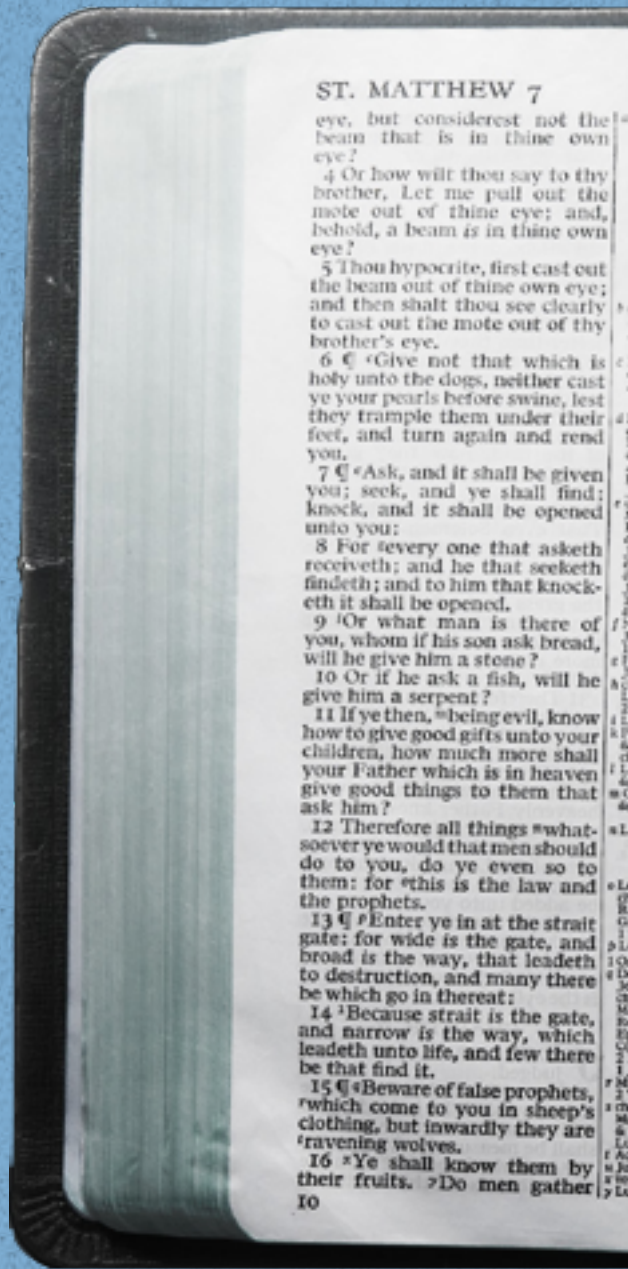 ST. MATTHEW 7
eye, but considerest not the
beam that is in thine own
eye?
4 Or how wilt thou say to thy
brother, Let me pull out the
mote out of thine eye; and,
behold, a beam is in thine own
eye?
5 Thou hypocrite, first cast out
the beam out of thine own eye;
and then shalt thou see clearly
to cast out the mote out of thy
brother's eye.
6 ¶ Give not that which is
holy unto the dogs, neither cast
ye your pearls before swine, lest
they trample them under their
feet, and turn again and rend
you.
7 ¶ Ask, and it shall be given
you; seek, and ye shall find;
knock, and it shall be opened
unto you:
8 For every one that asketh
receiveth; and he that seeketh
findeth; and to him that knock-
eth it shall be opened.
9 Or what man is there of
you, whom if his son ask bread,
will he give him a stone?
10 Or if he ask a fish, will he
give him a serpent?
11 If ye then, being evil, know
how to give good gifts unto your
children, how much more shall
your Father which is in heaven
give good things to them that
ask him?
12 Therefore all things what-
soever ye would that men should
do to you, do ye even so to
them: for this is the law and
the prophets.
13 ¶ Enter ye in at the strait
gate: for wide is the gate, and
broad is the way, that leadeth
to destruction, and many there
be which go in thereat:
14 Because strait is the gate,
and narrow is the way, which
leadeth unto life, and few there
be that find it.
15 ¶ Beware of false prophets,
which come to you in sheep's
clothing, but inwardly they are
ravening wolves.
16 Ye shall know them by
their fruits. Do men gather
10